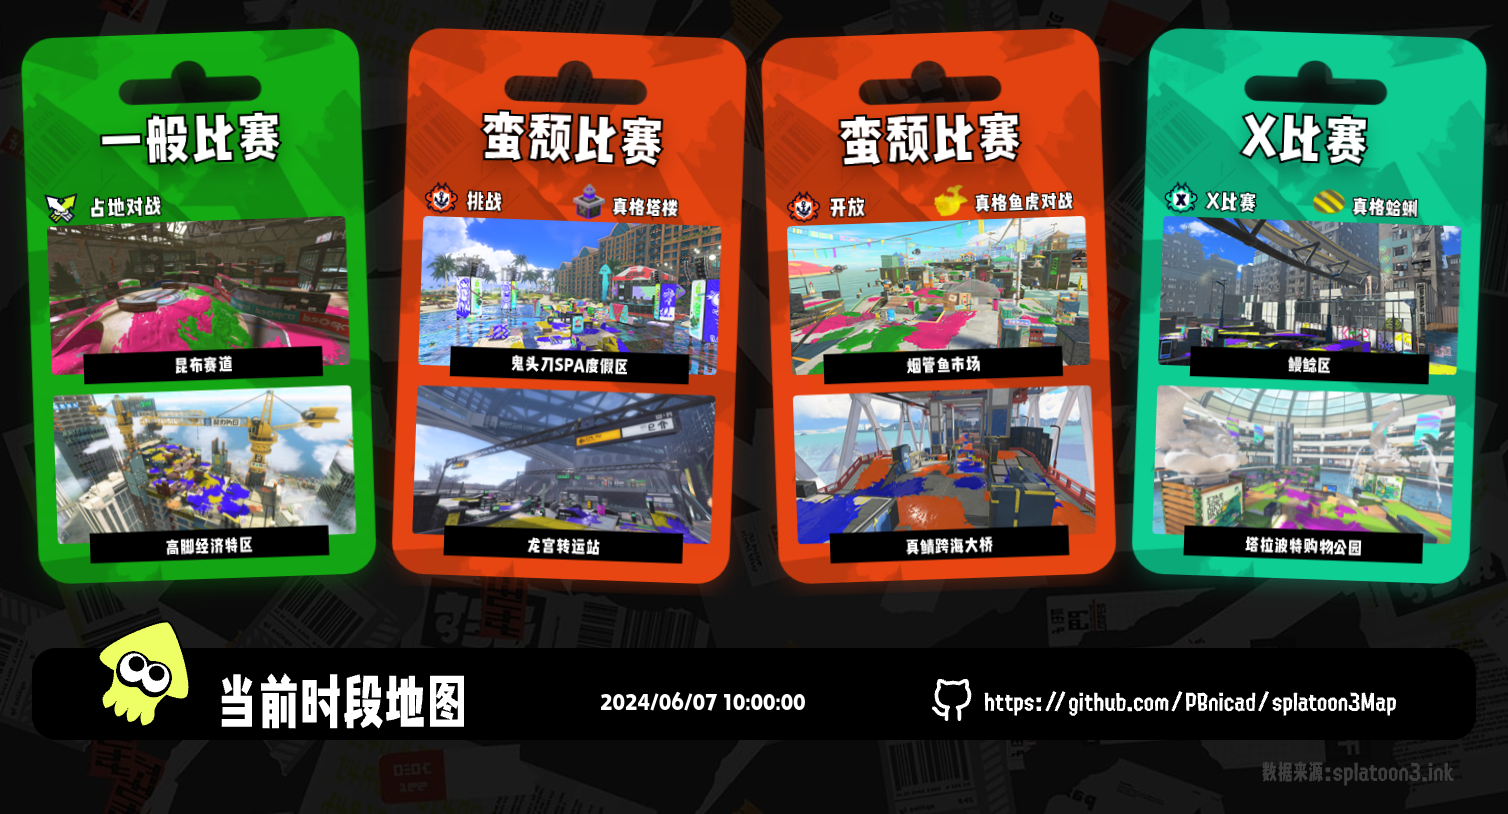 一般比赛
占地对战
昆布赛道
高脚经济特区
蛮颓比赛
挑战
真格塔楼
鬼头刀SPA度假区
龙宫转运站
蛮颓比赛
开放
真格鱼虎对战
烟管鱼市场
真鲭跨海大桥
X比赛
X比赛
真格蛤蜊
鳗鲶区
塔拉波特购物公园
当前时段地图
2024/06/07 10:00:00
https://github.com/PBnicad/splatoon3Map
数据来源:splatoon3.ink